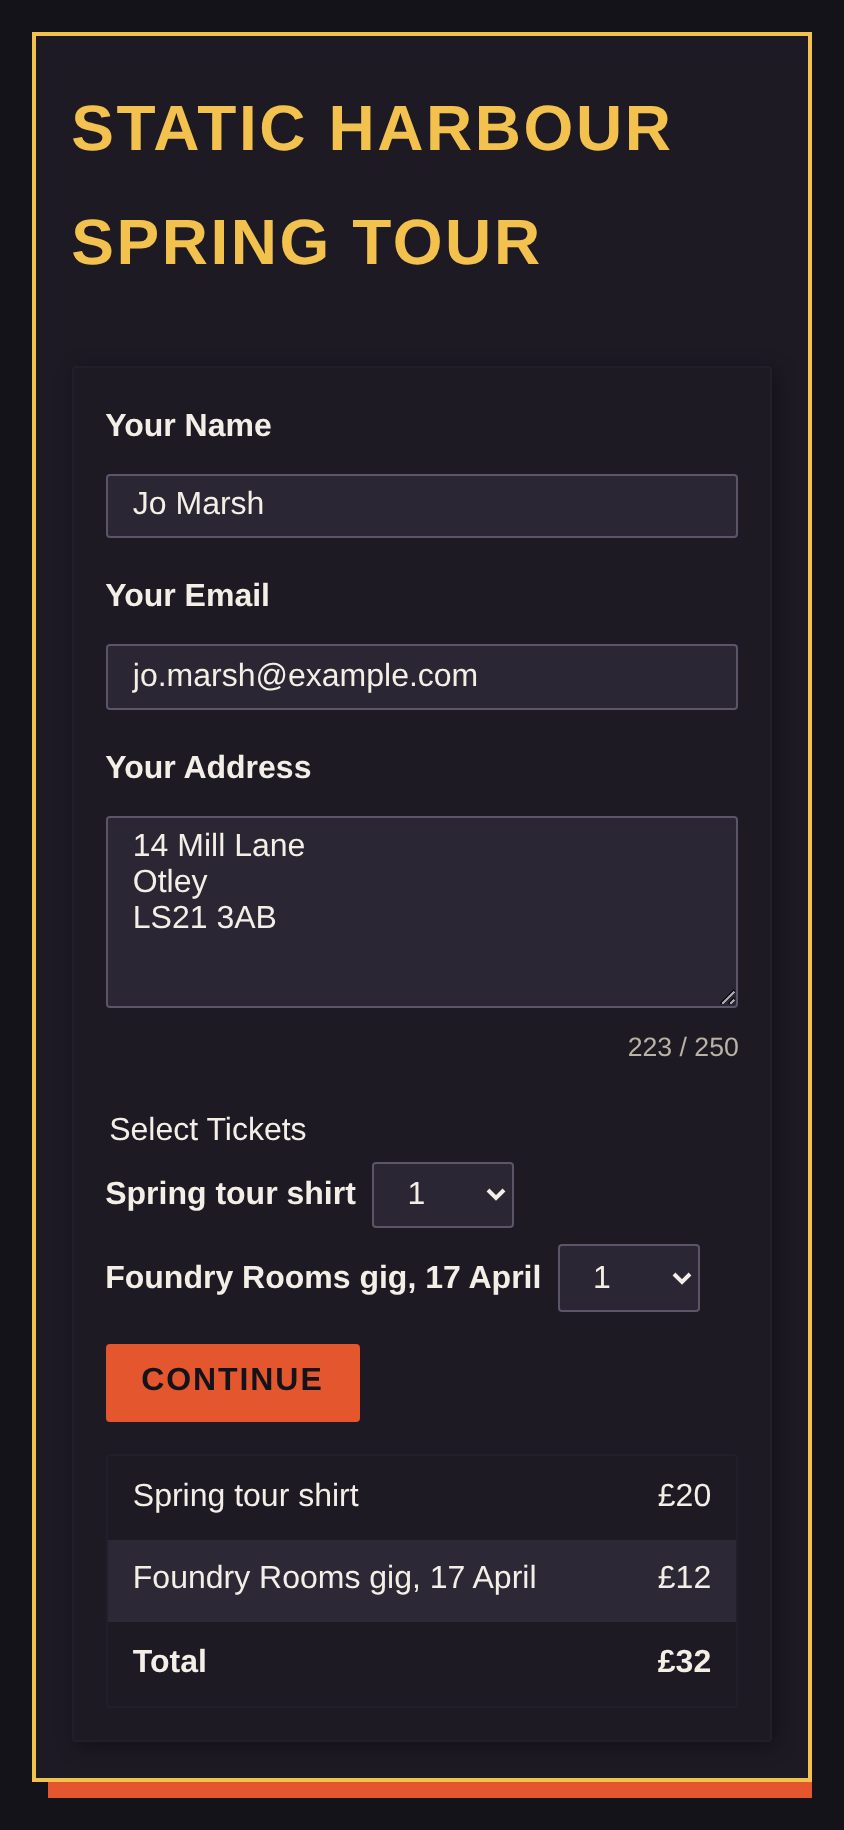 STATIC HARBOUR
SPRING TOUR
Your Name
Jo Marsh
Your Email
jo.marsh@example.com
Your Address
14 Mill Lane
Otley
LS21 3AB
223 / 250
Select Tickets
Spring tour shirt 1
Foundry Rooms gig, 17 April 1
CONTINUE
Spring tour shirt £20
Foundry Rooms gig, 17 April £12
Total £32